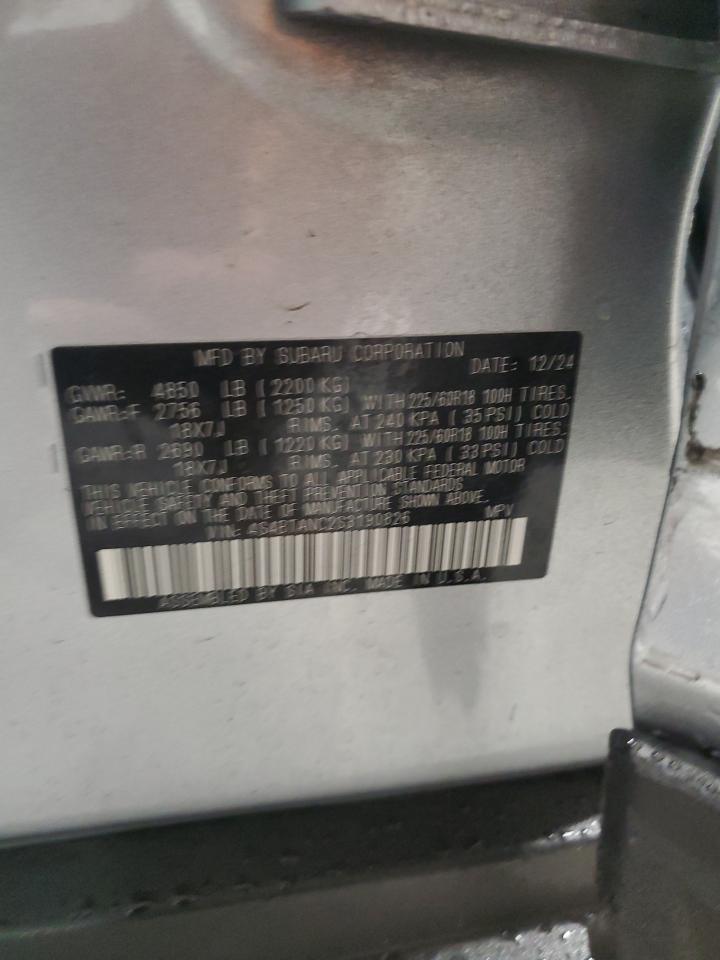 MFD BY SUBARU CORPORATION DATE: 12/24
GVWR: 4850 LB ( 2200 KG)
GAWR:F 2756 LB ( 1250 KG) WITH 225/60R18 100H TIRES,
18X7J RIMS, AT 240 KPA ( 35 PSI) COLD
GAWR:R 2690 LB ( 1220 KG) WITH 225/60R18 100H TIRES,
18X7J RIMS, AT 230 KPA ( 33 PSI) COLD
THIS VEHICLE CONFORMS TO ALL APPLICABLE FEDERAL MOTOR
VEHICLE SAFETY AND THEFT PREVENTION STANDARDS
IN EFFECT ON THE DATE OF MANUFACTURE SHOWN ABOVE.
VIN: 4S4BTANC2S3190826 MPV
ASSEMBLED BY SIA INC. MADE IN U.S.A.